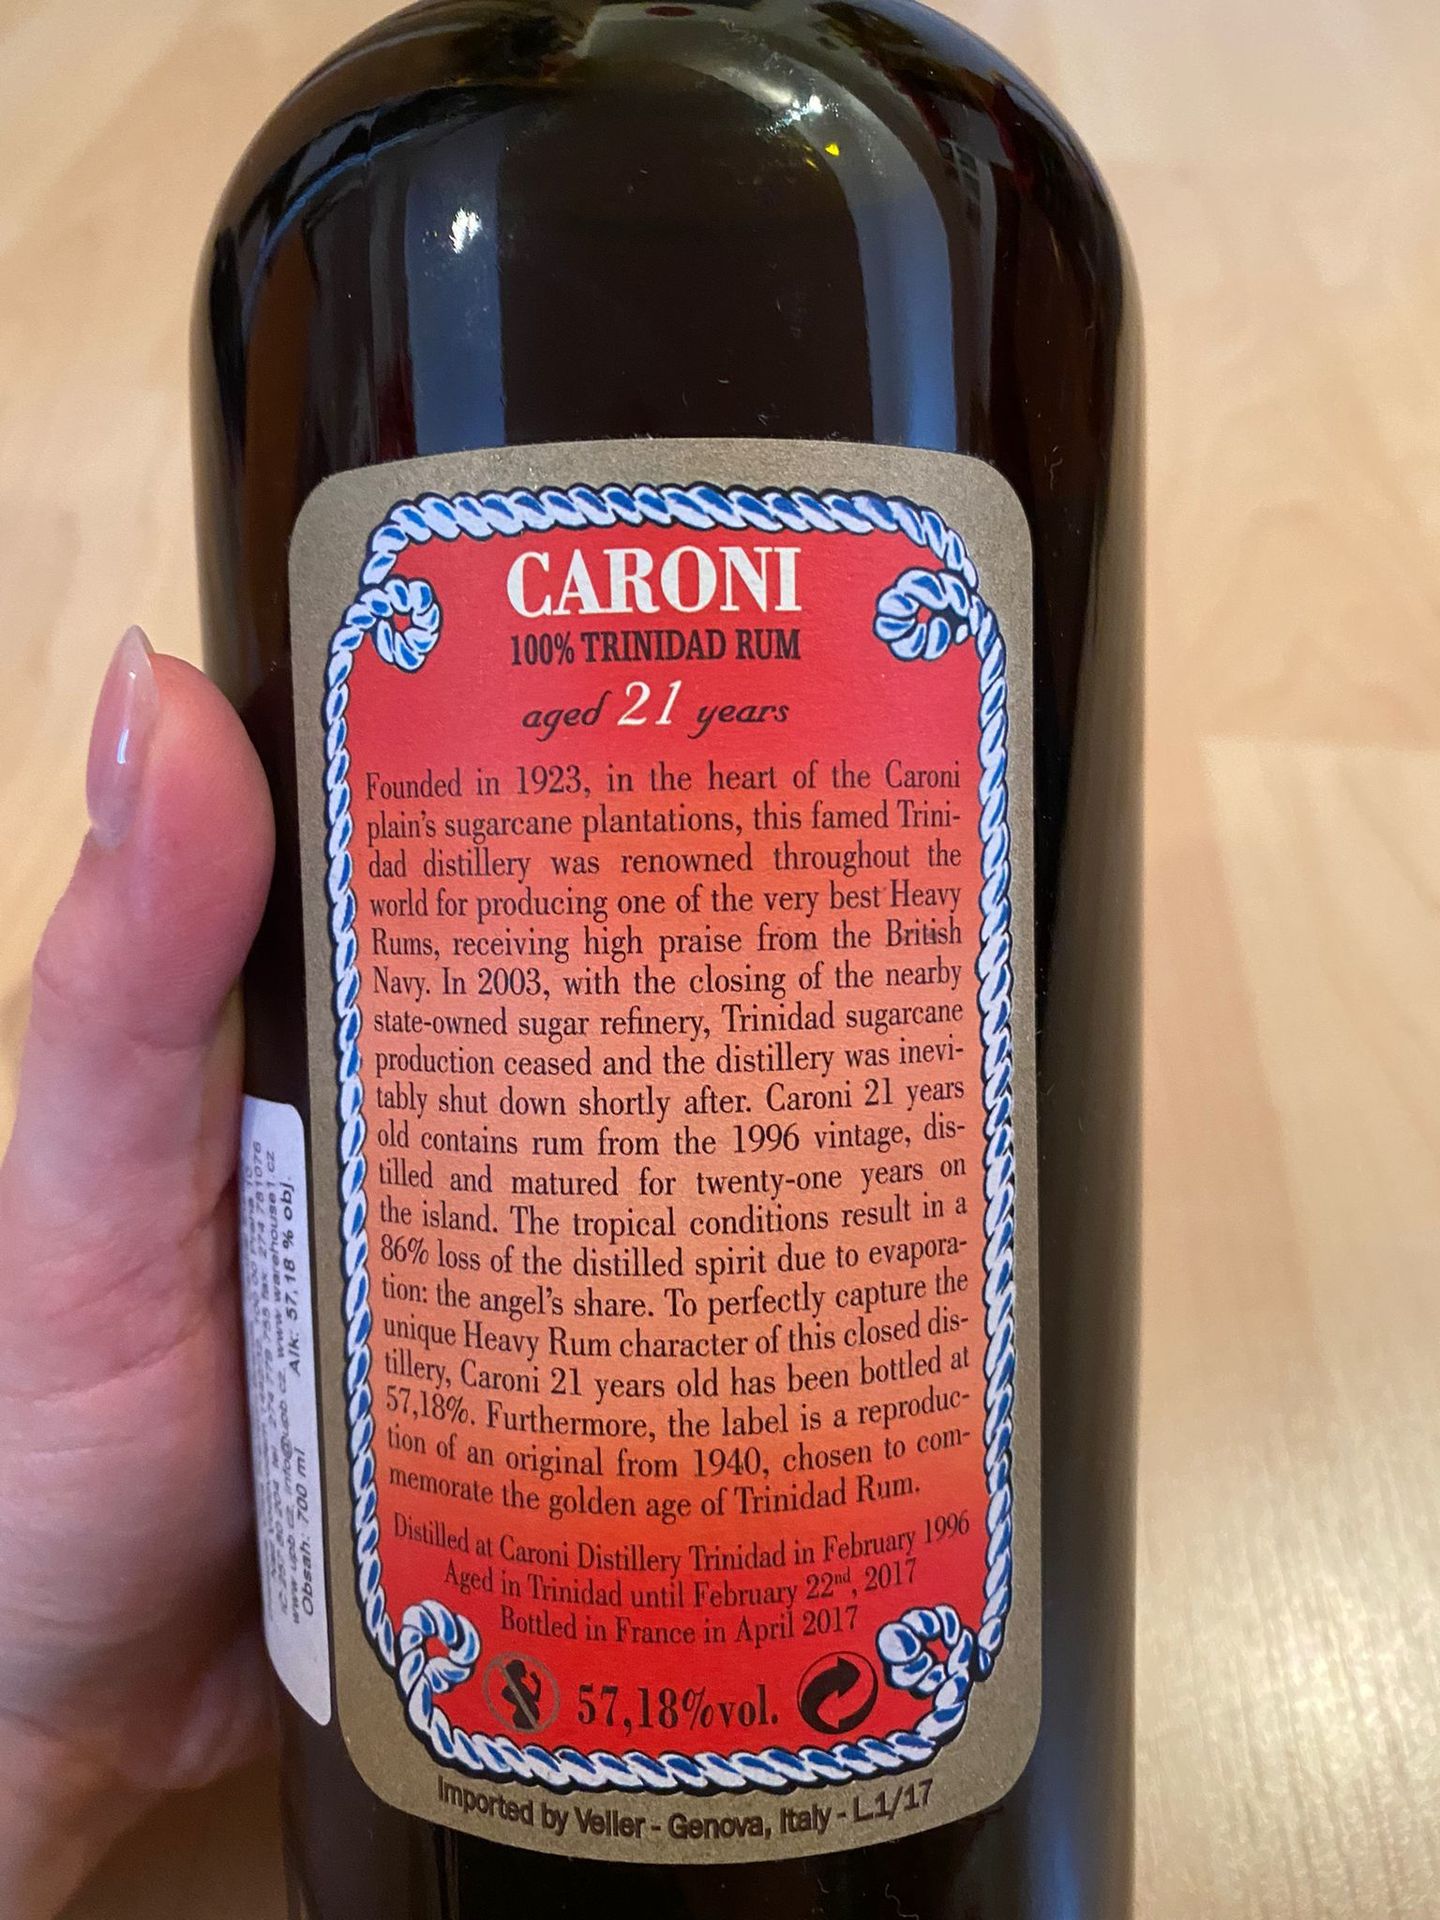 CARONI
100% TRINIDAD RUM
aged 21 years
Founded in 1923, in the heart of the Caroni
plain's sugarcane plantations, this famed Trini-
dad distillery was renowned throughout the
world for producing one of the very best Heavy
Rums, receiving high praise from the British
Navy. In 2003, with the closing of the nearby
state-owned sugar refinery, Trinidad sugarcane
production ceased and the distillery was inevi-
tably shut down shortly after. Caroni 21 years
old contains rum from the 1996 vintage, dis-
tilled and matured for twenty-one years on
the island. The tropical conditions result in a
86% loss of the distilled spirit due to evapora-
tion: the angel's share. To perfectly capture the
unique Heavy Rum character of this closed dis-
tillery, Caroni 21 years old has been bottled at
57,18%. Furthermore, the label is a reproduc-
tion of an original from 1940, chosen to com-
memorate the golden age of Trinidad Rum.
Distilled at Caroni Distillery Trinidad in February 1996
Aged in Trinidad until February 22nd, 2017
Bottled in France in April 2017
57,18%vol.
Imported by Velier - Genova, Italy - L.1/17
274 781076
www.warehouse1.cz
Obsah: 700 ml Alk: 57,18 % obj.